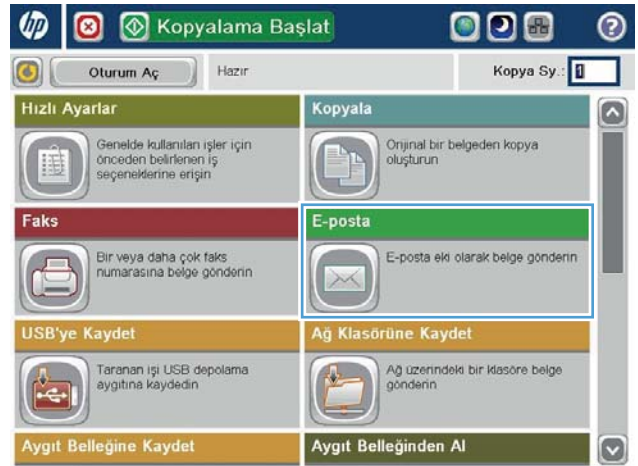 hp Kopyalama Başlat ?
Oturum Aç Hazır Kopya Sy.: 1
Hızlı Ayarlar
Genelde kullanılan işler için
önceden belirlenen iş
seçeneklerine erişin
Kopyala
Orijinal bir belgeden kopya
oluşturun
Faks
Bir veya daha çok faks
numarasına belge gönderin
E-posta
E-posta eki olarak belge gönderin
USB'ye Kaydet
Taranan işi USB depolama
aygıtına kaydedin
Ağ Klasörüne Kaydet
Ağ üzerindeki bir klasöre belge
gönderin
Aygıt Belleğine Kaydet
Aygıt Belleğinden Al